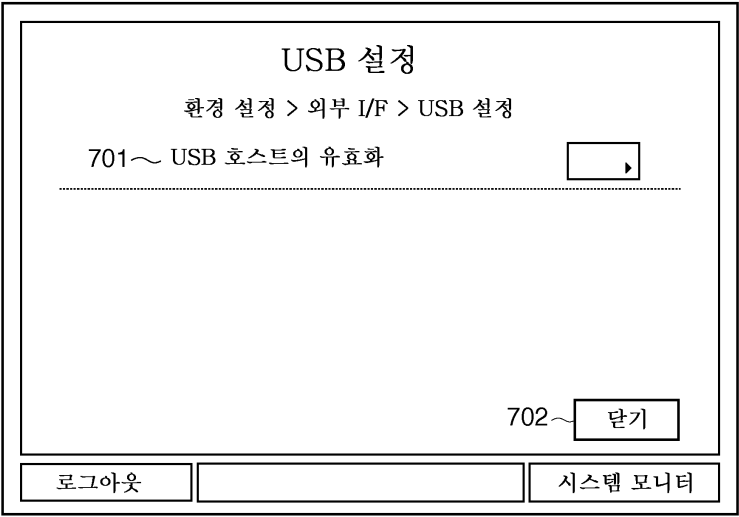 USB 설정
환경 설정 > 외부 I/F > USB 설정
701 USB 호스트의 유효화
702 닫기
로그아웃 시스템 모니터